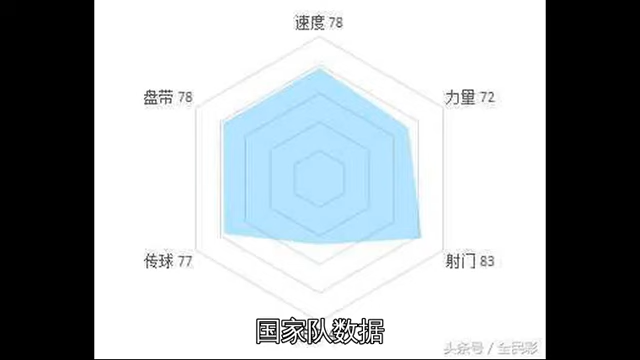 速度 78
盘带 78
力量 72
传球 77
射门 83
国家队数据
头条号/全民彩